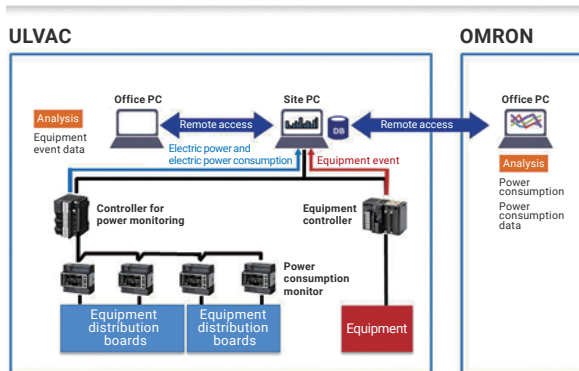 ULVAC
OMRON
Office PC
Site PC
Office PC
Analysis
Equipment
event data
Remote access
DB
Remote access
Electric power and
electric power consumption
Equipment event
Analysis
Power
consumption
Power
consumption
data
Controller for
power monitoring
Equipment
controller
Power
consumption
monitor
Equipment
distribution
boards
Equipment
distribution
boards
Equipment